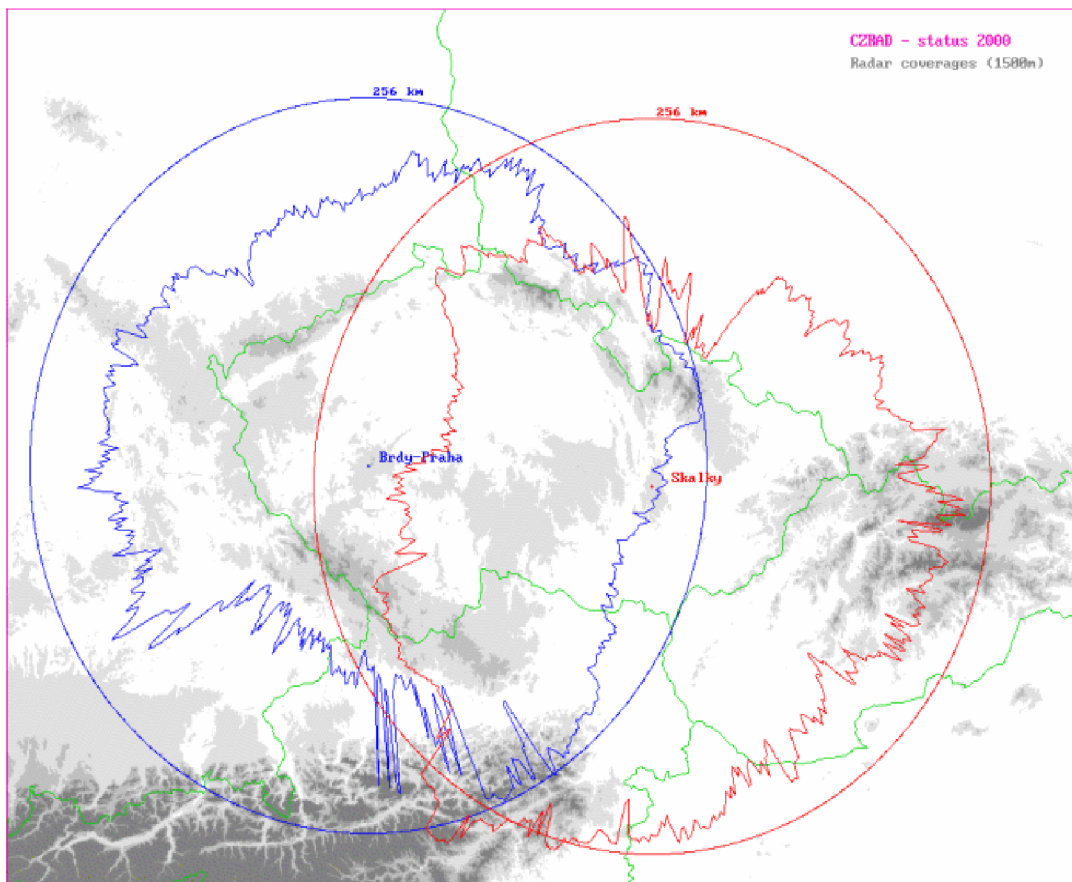 CZRAD - status 2000
Radar coverages (1500m)
256 km
256 km
Brdy-Praha
Skalky